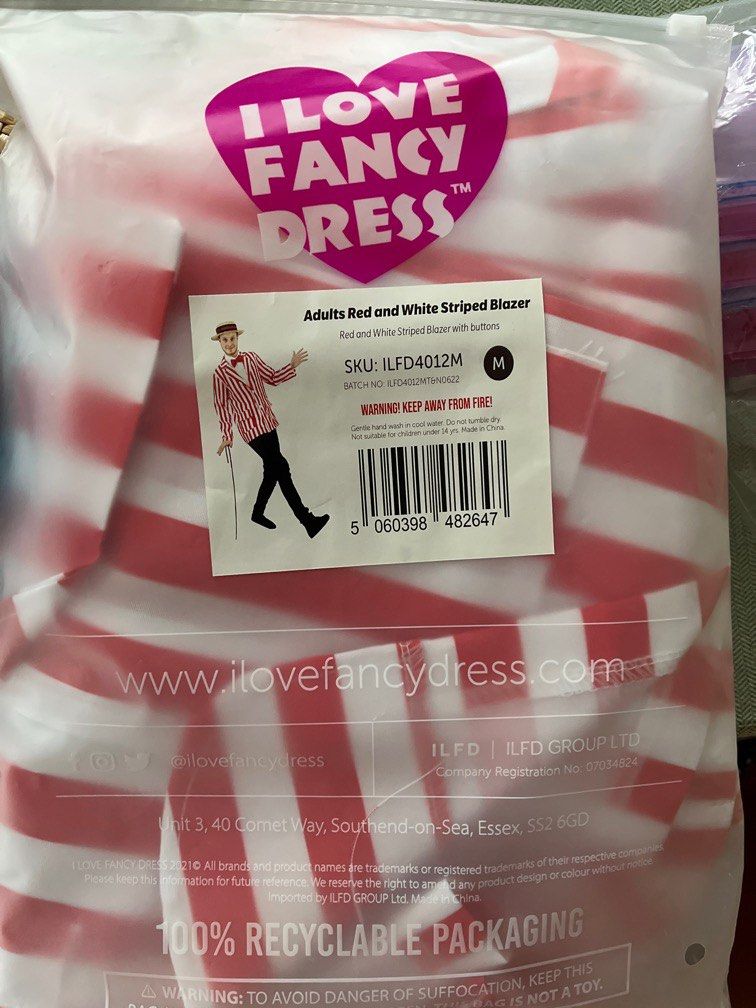 I LOVE
FANCY
DRESS™
Adults Red and White Striped Blazer
Red and White Striped Blazer with buttons
SKU: ILFD4012M
M
BATCH NO: ILFD4012MT&N0622
WARNING! KEEP AWAY FROM FIRE!
Gentle hand wash in cool water. Do not tumble dry.
Not suitable for children under 14 yrs. Made in China.
5 060398 482647
www.ilovefancydress.com
@ilovefancydress
ILFD | ILFD GROUP LTD
Company Registration No: 07034824
Unit 3, 40 Comet Way, Southend-on-Sea, Essex, SS2 6GD
I LOVE FANCY DRESS 2021© All brands and product names are trademarks or registered trademarks of their respective companies.
Please keep this information for future reference. We reserve the right to amend any product design or colour without notice.
Imported by ILFD GROUP Ltd. Made in China.
100% RECYCLABLE PACKAGING
WARNING: TO AVOID DANGER OF SUFFOCATION, KEEP THIS
THIS BAG IS NOT A TOY.